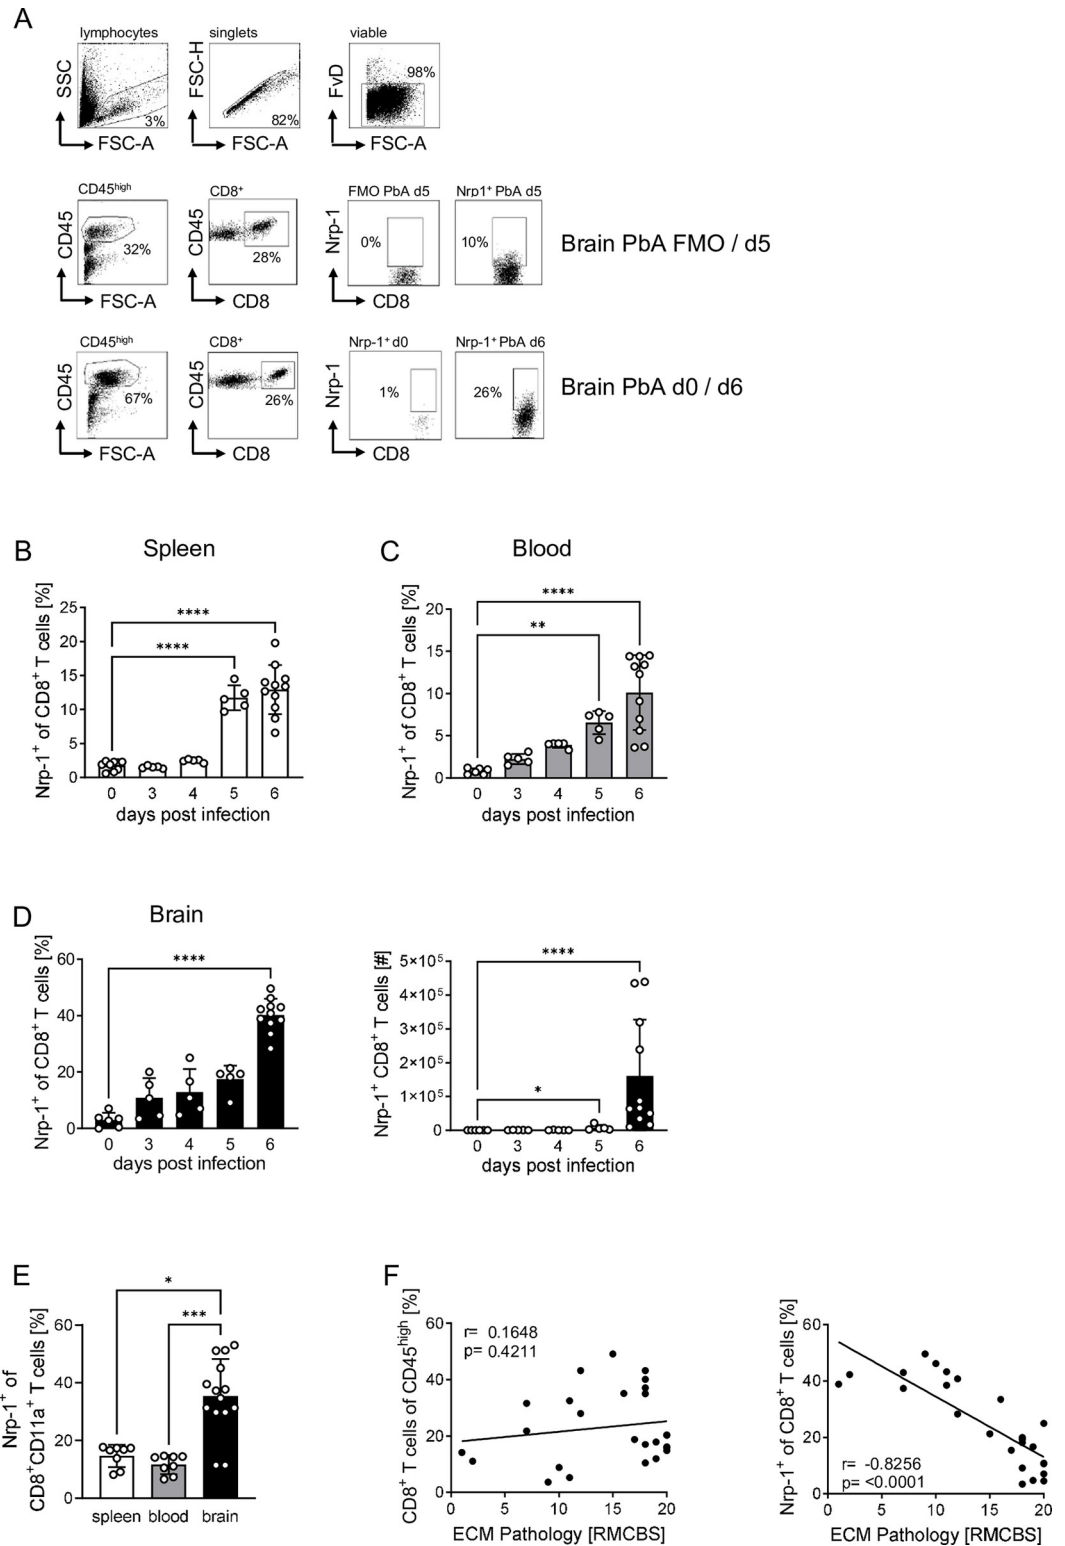 A
lymphocytes
singlets
viable
SSC
FSC-H
FvD
3%
82%
98%
FSC-A
FSC-A
FSC-A
CD45high
CD8+
FMO PbA d5
Nrp1+ PbA d5
CD45
CD45
Nrp-1
32%
28%
0%
10%
Brain PbA FMO / d5
FSC-A
CD8
CD8
CD45high
CD8+
Nrp-1+ d0
Nrp-1+ PbA d6
CD45
CD45
Nrp-1
67%
26%
1%
26%
Brain PbA d0 / d6
FSC-A
CD8
CD8
B
Spleen
Nrp-1+ of CD8+ T cells [%]
25
20
15
10
5
0
****
****
0 3 4 5 6
days post infection
C
Blood
Nrp-1+ of CD8+ T cells [%]
20
15
10
5
0
****
**
0 3 4 5 6
days post infection
D
Brain
Nrp-1+ of CD8+ T cells [%]
60
40
20
0
****
0 3 4 5 6
days post infection
Nrp-1+ CD8+ T cells [#]
5×10⁵
4×10⁵
3×10⁵
2×10⁵
1×10⁵
0
****
*
0 3 4 5 6
days post infection
E
Nrp-1+ of
CD8+CD11a+ T cells [%]
60
40
20
0
*
***
spleen blood brain
F
CD8+ T cells of CD45high [%]
60
40
20
0
r= 0.1648
p= 0.4211
0 5 10 15 20
ECM Pathology [RMCBS]
Nrp-1+ of CD8+ T cells [%]
60
40
20
0
r= -0.8256
p= <0.0001
0 5 10 15 20
ECM Pathology [RMCBS]